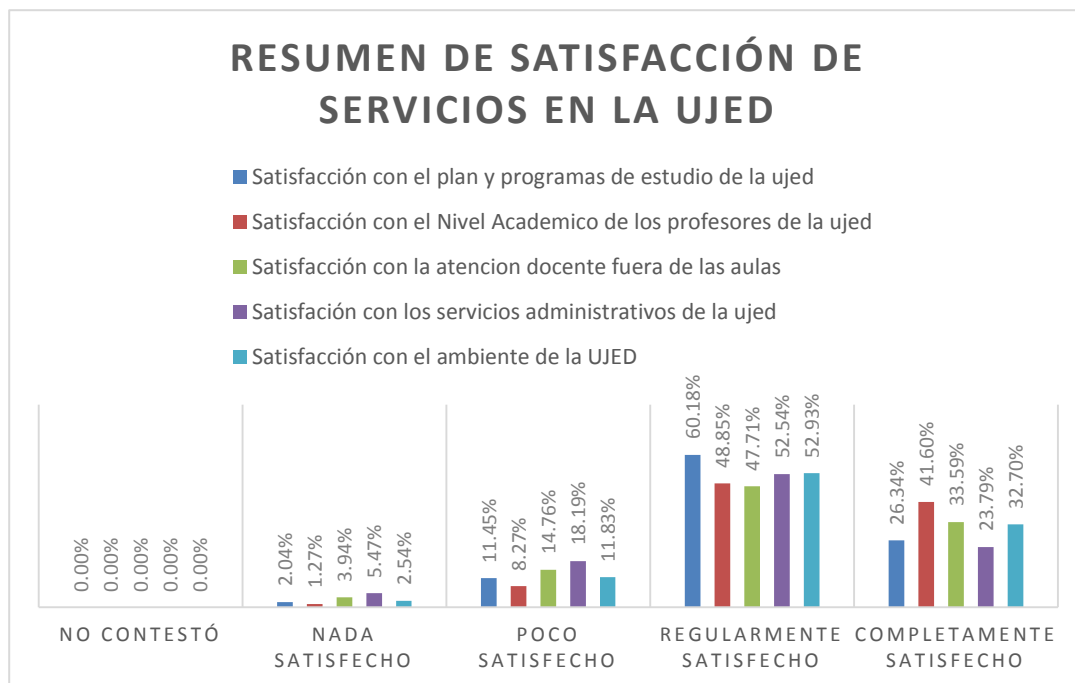 RESUMEN DE SATISFACCIÓN DE
SERVICIOS EN LA UJED
Satisfacción con el plan y programas de estudio de la ujed
Satisfacción con el Nivel Academico de los profesores de la ujed
Satisfacción con la atencion docente fuera de las aulas
Satisfación con los servicios administrativos de la ujed
Satisfacción con el ambiente de la UJED
0.00%
0.00%
0.00%
0.00%
0.00%
2.04%
1.27%
3.94%
5.47%
2.54%
11.45%
8.27%
14.76%
18.19%
11.83%
60.18%
48.85%
47.71%
52.54%
52.93%
26.34%
41.60%
33.59%
23.79%
32.70%
NO CONTESTÓ
NADA
SATISFECHO
POCO
SATISFECHO
REGULARMENTE
SATISFECHO
COMPLETAMENTE
SATISFECHO